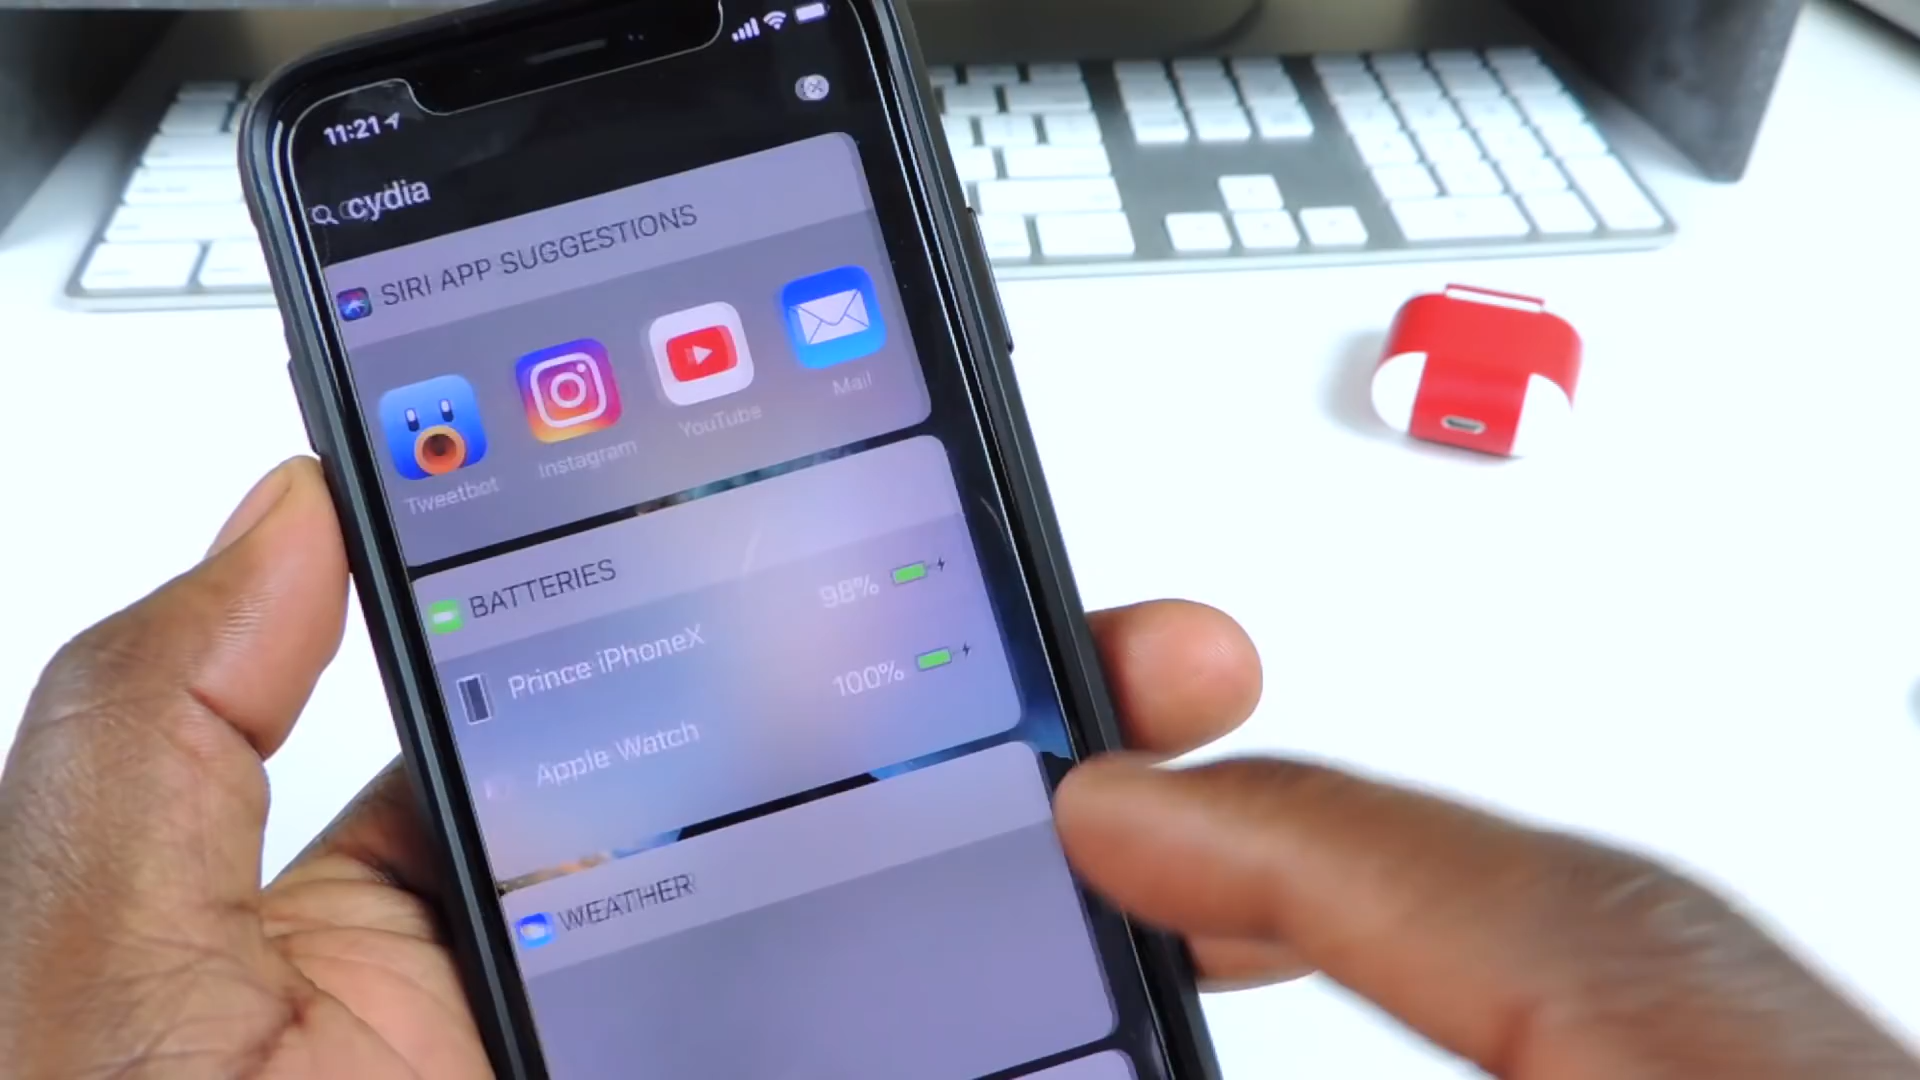 11:21
cydia
SIRI APP SUGGESTIONS
Tweetbot
Instagram
YouTube
Mail
BATTERIES
Prince iPhoneX
98%
Apple Watch
100%
WEATHER